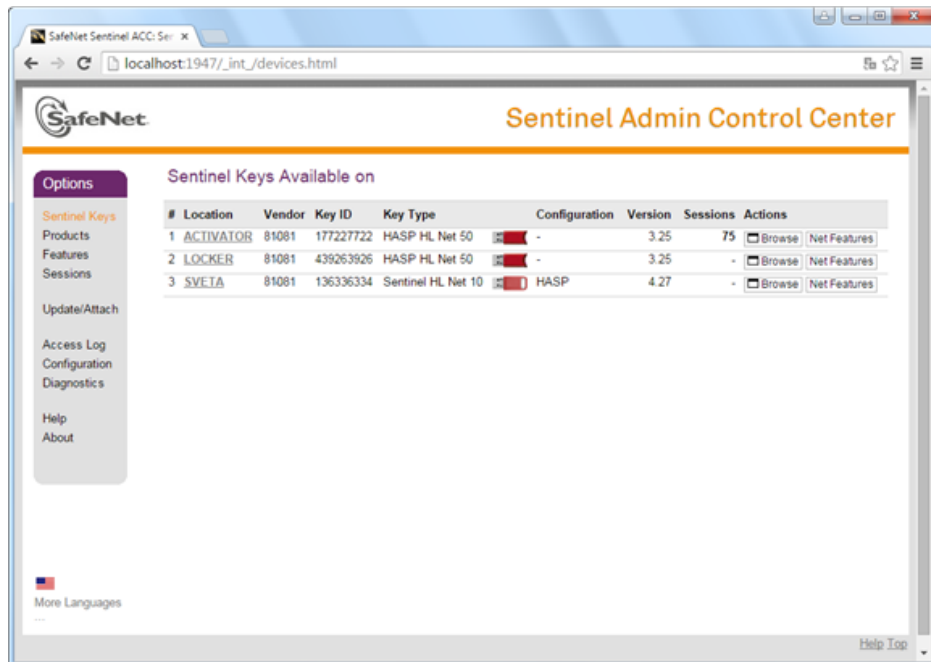 SafeNet Sentinel ACC: Ser
localhost:1947/_int_/devices.html
SafeNet.
Sentinel Admin Control Center
Options
Sentinel Keys
Products
Features
Sessions
Update/Attach
Access Log
Configuration
Diagnostics
Help
About
Sentinel Keys Available on
# Location Vendor Key ID Key Type Configuration Version Sessions Actions
1 ACTIVATOR 81081 177227722 HASP HL Net 50 - 3.25 75 Browse Net Features
2 LOCKER 81081 439263926 HASP HL Net 50 - 3.25 - Browse Net Features
3 SVETA 81081 136336334 Sentinel HL Net 10 HASP 4.27 - Browse Net Features
More Languages
...
Help Top